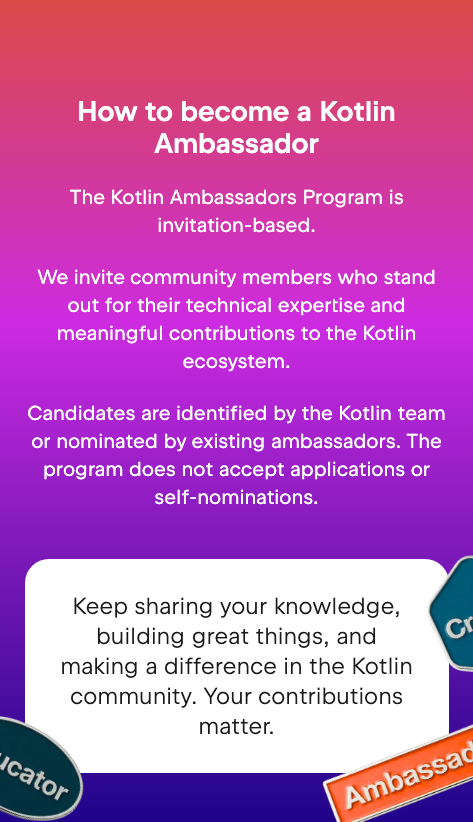 How to become a Kotlin
Ambassador
The Kotlin Ambassadors Program is
invitation-based.
We invite community members who stand
out for their technical expertise and
meaningful contributions to the Kotlin
ecosystem.
Candidates are identified by the Kotlin team
or nominated by existing ambassadors. The
program does not accept applications or
self-nominations.
Keep sharing your knowledge,
building great things, and
making a difference in the Kotlin
community. Your contributions
matter.